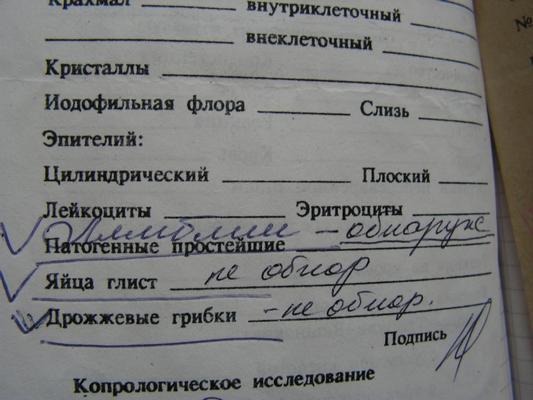 Крахмал внутриклеточный
внеклеточный
Кристаллы
Иодофильная флора Слизь
Эпителий:
Цилиндрический Плоский
Лейкоциты Эритроциты
Патогенные простейшие - обнаруж
Яйца глист не обнар
Дрожжевые грибки - не обнар.
Подпись
Копрологическое исследование
№